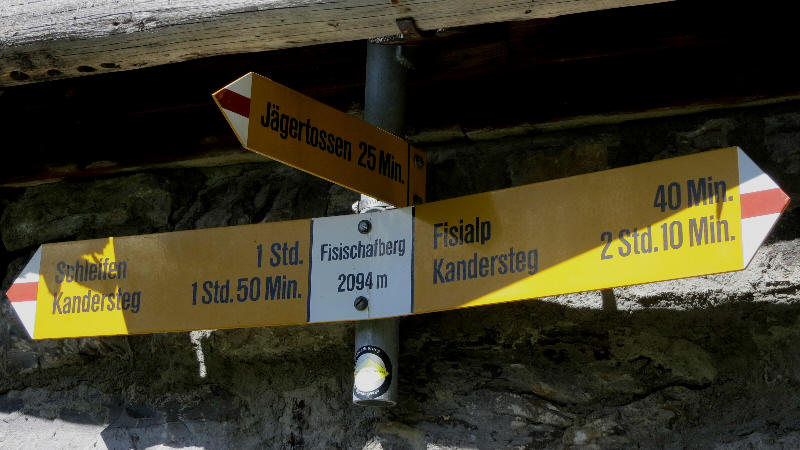 Jägertossen 25 Min.
Schleifen 1 Std.
Kandersteg 1 Std. 50 Min.
Fisischafberg
2094 m
40 Min.
Fisialp
Kandersteg 2 Std. 10 Min.